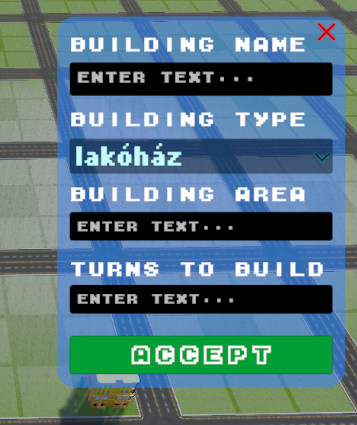 BUILDING NAME
ENTER TEXT...
BUILDING TYPE
lakóház
BUILDING AREA
ENTER TEXT...
TURNS TO BUILD
ENTER TEXT...
ACCEPT